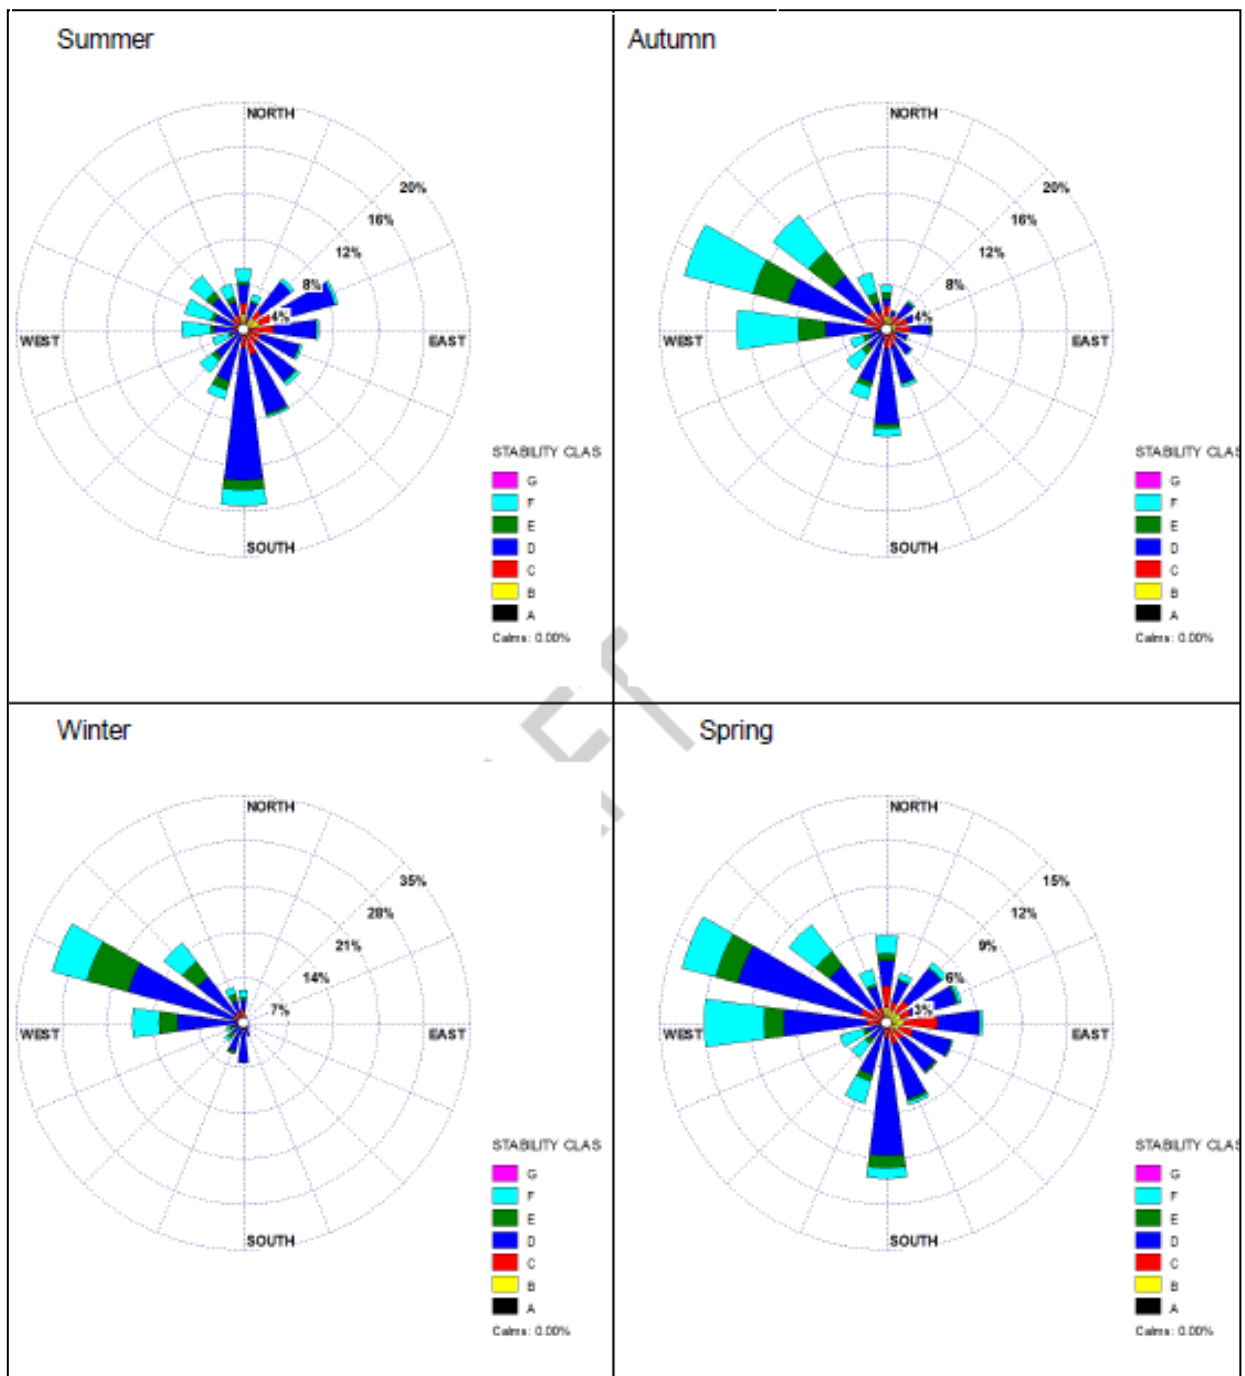 Summer
NORTH
20%
16%
12%
8%
4%
WEST
EAST
SOUTH
STABILITY CLAS
G
F
E
D
C
B
A
Calms: 0.00%
Autumn
NORTH
20%
16%
12%
8%
4%
WEST
EAST
SOUTH
STABILITY CLAS
G
F
E
D
C
B
A
Calms: 0.00%
Winter
NORTH
35%
28%
21%
14%
7%
WEST
EAST
SOUTH
STABILITY CLAS
G
F
E
D
C
B
A
Calms: 0.00%
Spring
NORTH
15%
12%
9%
6%
3%
WEST
EAST
SOUTH
STABILITY CLAS
G
F
E
D
C
B
A
Calms: 0.00%